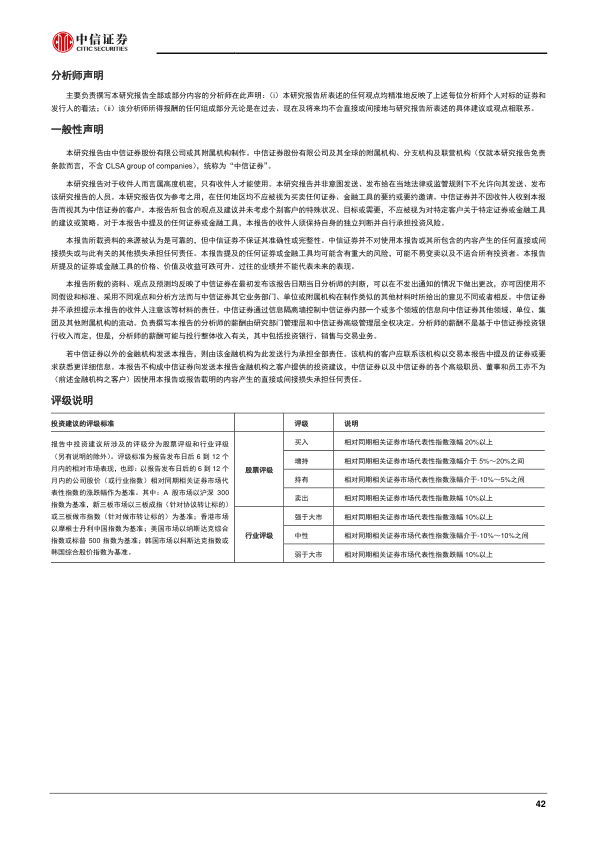 中信证券
CITIC SECURITIES
分析师声明
主要负责撰写本研究报告全部或部分内容的分析师在此声明：（i）本研究报告所表述的任何观点均精准地反映了上述每位分析师个人对标的证券和
发行人的看法；（ii）该分析师所得报酬的任何组成部分无论是在过去、现在及将来均不会直接或间接地与研究报告所表述的具体建议或观点相联系。
一般性声明
本研究报告由中信证券股份有限公司或其附属机构制作。中信证券股份有限公司及其全球的附属机构、分支机构及联营机构（仅就本研究报告免责
条款而言，不含 CLSA group of companies），统称为“中信证券”。
本研究报告对于收件人而言属高度机密，只有收件人才能使用。本研究报告并非意图发送、发布给在当地法律或监管规则下不允许向其发送、发布
该研究报告的人员。本研究报告仅为参考之用，在任何地区均不应被视为买卖任何证券、金融工具的要约或要约邀请。中信证券并不因收件人收到本报
告而视其为中信证券的客户。本报告所包含的观点及建议并未考虑个别客户的特殊状况、目标或需要，不应被视为对特定客户关于特定证券或金融工具
的建议或策略。对于本报告中提及的任何证券或金融工具，本报告的收件人须保持自身的独立判断并自行承担投资风险。
本报告所载资料的来源被认为是可靠的，但中信证券不保证其准确性或完整性。中信证券并不对使用本报告或其所包含的内容产生的任何直接或间
接损失或与此有关的其他损失承担任何责任。本报告提及的任何证券或金融工具均可能含有重大的风险，可能不易变卖以及不适合所有投资者。本报告
所提及的证券或金融工具的价格、价值及收益可跌可升。过往的业绩并不能代表未来的表现。
本报告所载的资料、观点及预测均反映了中信证券在最初发布该报告日期当日分析师的判断，可以在不发出通知的情况下做出更改，亦可因使用不
同假设和标准、采用不同观点和分析方法而与中信证券其它业务部门、单位或附属机构在制作类似的其他材料时所给出的意见不同或者相反。中信证券
并不承担提示本报告的收件人注意该等材料的责任。中信证券通过信息隔离墙控制中信证券内部一个或多个领域的信息向中信证券其他领域、单位、集
团及其他附属机构的流动。负责撰写本报告的分析师的薪酬由研究部门管理层和中信证券高级管理层全权决定。分析师的薪酬不是基于中信证券投资银
行收入而定，但是，分析师的薪酬可能与投行整体收入有关，其中包括投资银行、销售与交易业务。
若中信证券以外的金融机构发送本报告，则由该金融机构为此发送行为承担全部责任。该机构的客户应联系该机构以交易本报告中提及的证券或要
求获悉更详细信息。本报告不构成中信证券向发送本报告金融机构之客户提供的投资建议，中信证券以及中信证券的各个高级职员、董事和员工亦不为
（前述金融机构之客户）因使用本报告或报告载明的内容产生的直接或间接损失承担任何责任。
评级说明
投资建议的评级标准 评级 说明
报告中投资建议所涉及的评级分为股票评级和行业评级
（另有说明的除外）。评级标准为报告发布日后 6 到 12 个
月内的相对市场表现，也即：以报告发布日后的 6 到 12 个
月内的公司股价（或行业指数）相对同期相关证券市场代
表性指数的涨跌幅作为基准。其中：A 股市场以沪深 300
指数为基准，新三板市场以三板成指（针对协议转让标的）
或三板做市指数（针对做市转让标的）为基准；香港市场
以摩根士丹利中国指数为基准；美国市场以纳斯达克综合
指数或标普 500 指数为基准；韩国市场以科斯达克指数或
韩国综合股价指数为基准。
股票评级
买入 相对同期相关证券市场代表性指数涨幅 20%以上
增持 相对同期相关证券市场代表性指数涨幅介于 5%～20%之间
持有 相对同期相关证券市场代表性指数涨幅介于-10%～5%之间
卖出 相对同期相关证券市场代表性指数跌幅 10%以上
行业评级
强于大市 相对同期相关证券市场代表性指数涨幅 10%以上
中性 相对同期相关证券市场代表性指数涨幅介于-10%～10%之间
弱于大市 相对同期相关证券市场代表性指数跌幅 10%以上
42